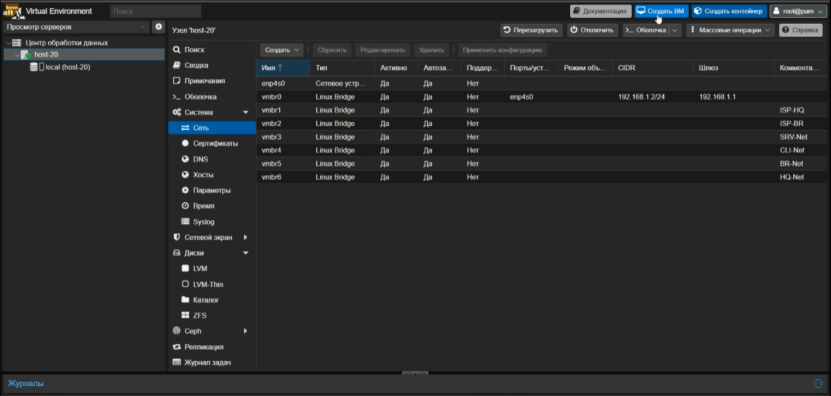 alt Virtual Environment Поиск Документация Создать ВМ Создать контейнер root@pam
Просмотр серверов Узел 'host-20' Перезагрузить Отключить Оболочка Массовые операции Справка
Центр обработки данных
host-20
local (host-20)
Поиск
Сводка
Примечания
Оболочка
Система
Сеть
Сертификаты
DNS
Хосты
Параметры
Время
Syslog
Сетевой экран
Диски
LVM
LVM-Thin
Каталог
ZFS
Ceph
Репликация
Журнал задач
Создать Сбросить Редактировать Удалить Применить конфигурацию
Имя ↑ Тип Активно Автоза... Поддер... Порты/уст... Режим объ... CIDR Шлюз Коммента...
enp4s0 Сетевое устр... Да Да Нет
vmbr0 Linux Bridge Да Да Нет enp4s0 192.168.1.2/24 192.168.1.1
vmbr1 Linux Bridge Да Да Нет ISP-HQ
vmbr2 Linux Bridge Да Да Нет ISP-BR
vmbr3 Linux Bridge Да Да Нет SRV-Net
vmbr4 Linux Bridge Да Да Нет CLI-Net
vmbr5 Linux Bridge Да Да Нет BR-Net
vmbr6 Linux Bridge Да Да Нет HQ-Net
Журналы